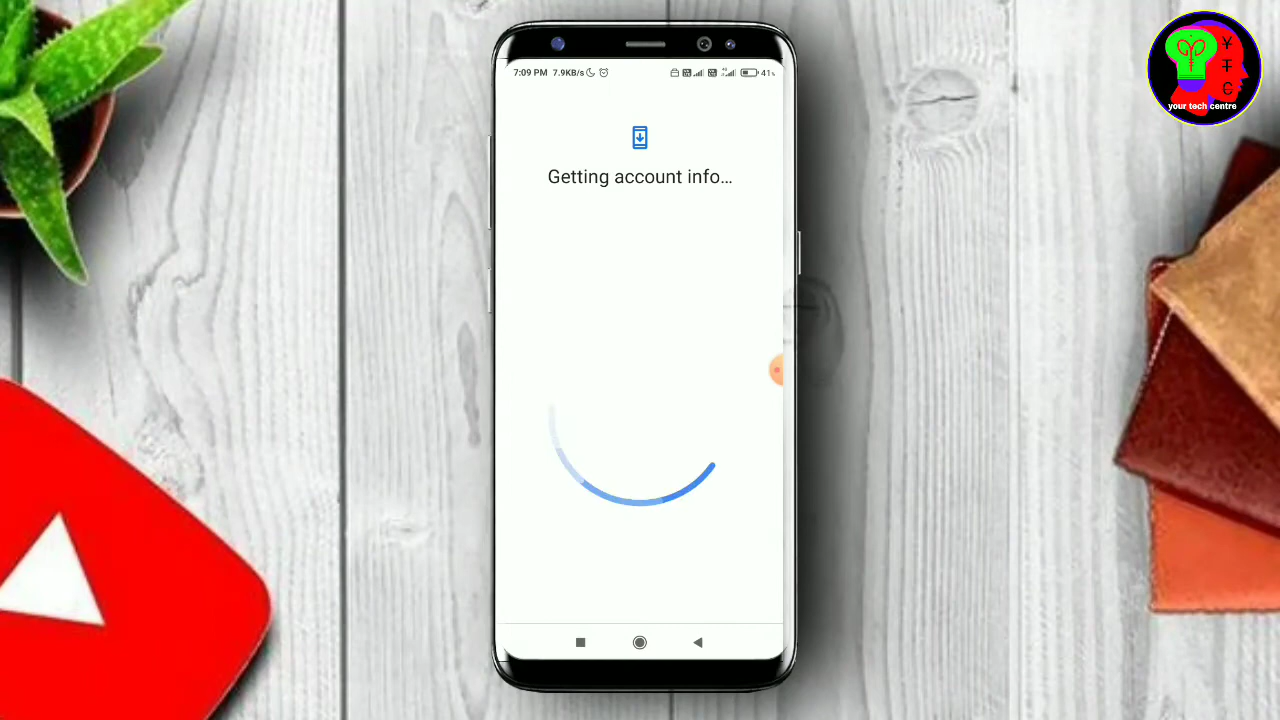 7:09 PM 7.9KB/s
41%
Getting account info...
¥
T
C
your tech centre